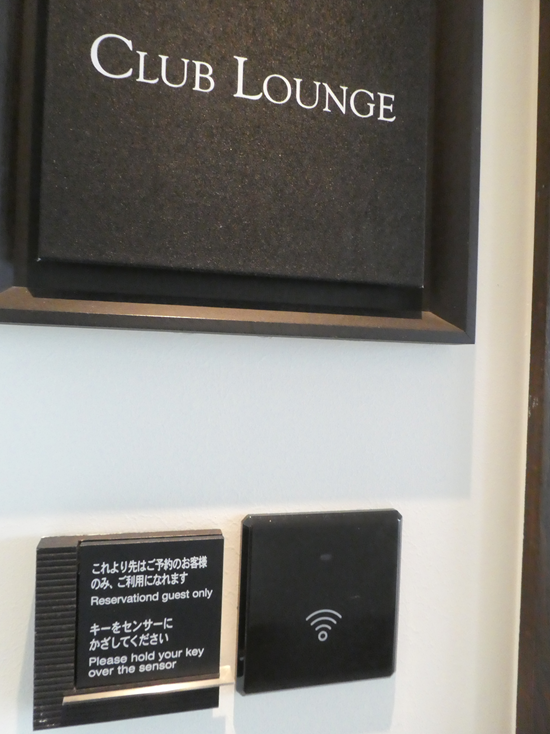 CLUB LOUNGE
これより先はご予約のお客様
のみ、ご利用になれます
Reservationd guest only
キーをセンサーに
かざしてください
Please hold your key
over the sensor